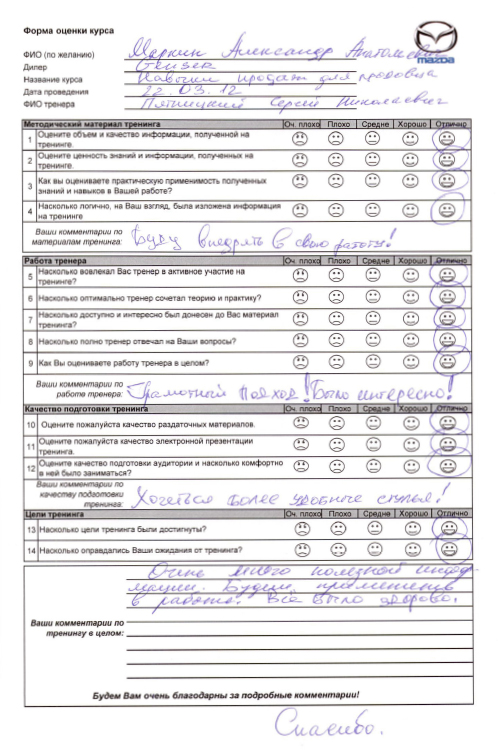 Форма оценки курса
mazda
ФИО (по желанию) Маркин Александр Анатольевич
Дилер Genser
Название курса Навыки продаж для продавца
Дата проведения 22.03.12
ФИО тренера Пятницкий Сергей Николаевич
Методический материал тренинга Оч. плохо Плохо Средне Хорошо Отлично
1 Оцените объем и качество информации, полученной на
тренинге.
2 Оцените ценность знаний и информации, полученных на
тренинге.
3 Как вы оцениваете практическую применимость полученных
знаний и навыков в Вашей работе?
4 Насколько логично, на Ваш взгляд, была изложена информация
на тренинге
Ваши комментарии по
материалам тренинга: Буду внедрять в свою работу!
Работа тренера Оч. плохо Плохо Средне Хорошо Отлично
5 Насколько вовлекал Вас тренер в активное участие на
тренинге?
6 Насколько оптимально тренер сочетал теорию и практику?
7 Насколько доступно и интересно был донесен до Вас материал
тренинга?
8 Насколько полно тренер отвечал на Ваши вопросы?
9 Как Вы оцениваете работу тренера в целом?
Ваши комментарии по
работе тренера: Грамотный подход! Было интересно!
Качество подготовки тренинга Оч. плохо Плохо Средне Хорошо Отлично
10 Оцените пожалуйста качество раздаточных материалов.
11 Оцените пожалуйста качество электронной презентации
тренинга.
12 Оцените качество подготовки аудитории и насколько комфортно
в ней было заниматься?
Ваши комментарии по
качеству подготовки
тренинга: Хочеться более удобные стулья!
Цели тренинга Оч. плохо Плохо Средне Хорошо Отлично
13 Насколько цели тренинга были достигнуты?
14 Насколько оправдались Ваши ожидания от тренинга?
Очень много полезной инфор-
мации. Будем применять
в работе. Всё было здорово.
Ваши комментарии по
тренингу в целом:
Будем Вам очень благодарны за подробные комментарии!
Спасибо.